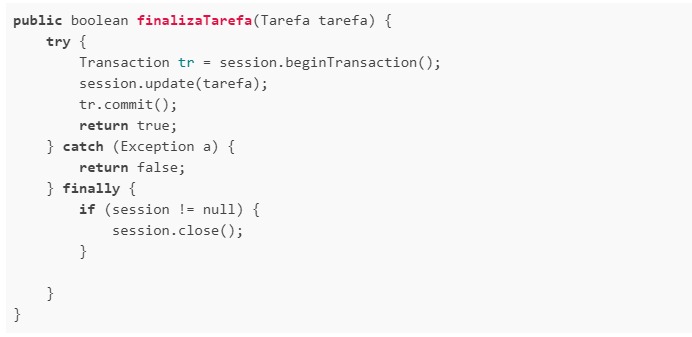 public boolean finalizaTarefa(Tarefa tarefa) {
    try {
        Transaction tr = session.beginTransaction();
        session.update(tarefa);
        tr.commit();
        return true;
    } catch (Exception a) {
        return false;
    } finally {
        if (session != null) {
            session.close();
        }
    }
}